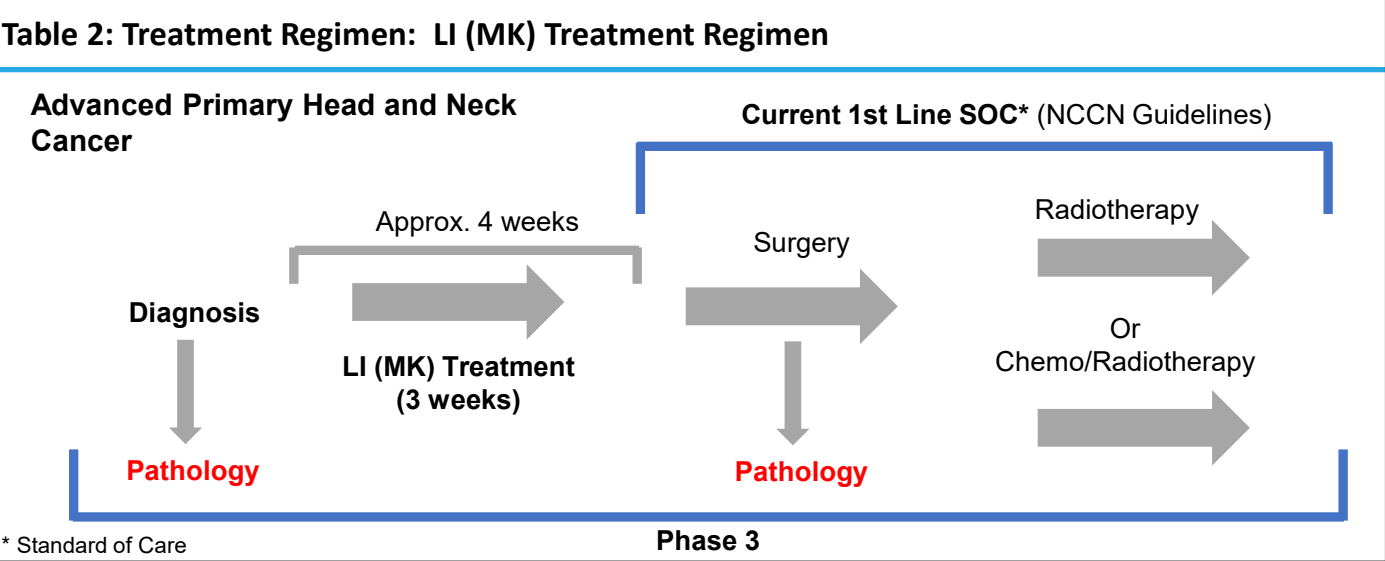 Table 2: Treatment Regimen: LI (MK) Treatment Regimen
Advanced Primary Head and Neck
Cancer
Current 1st Line SOC* (NCCN Guidelines)
Approx. 4 weeks
Diagnosis
LI (MK) Treatment
(3 weeks)
Pathology
Surgery
Pathology
Radiotherapy
Or
Chemo/Radiotherapy
Phase 3
* Standard of Care